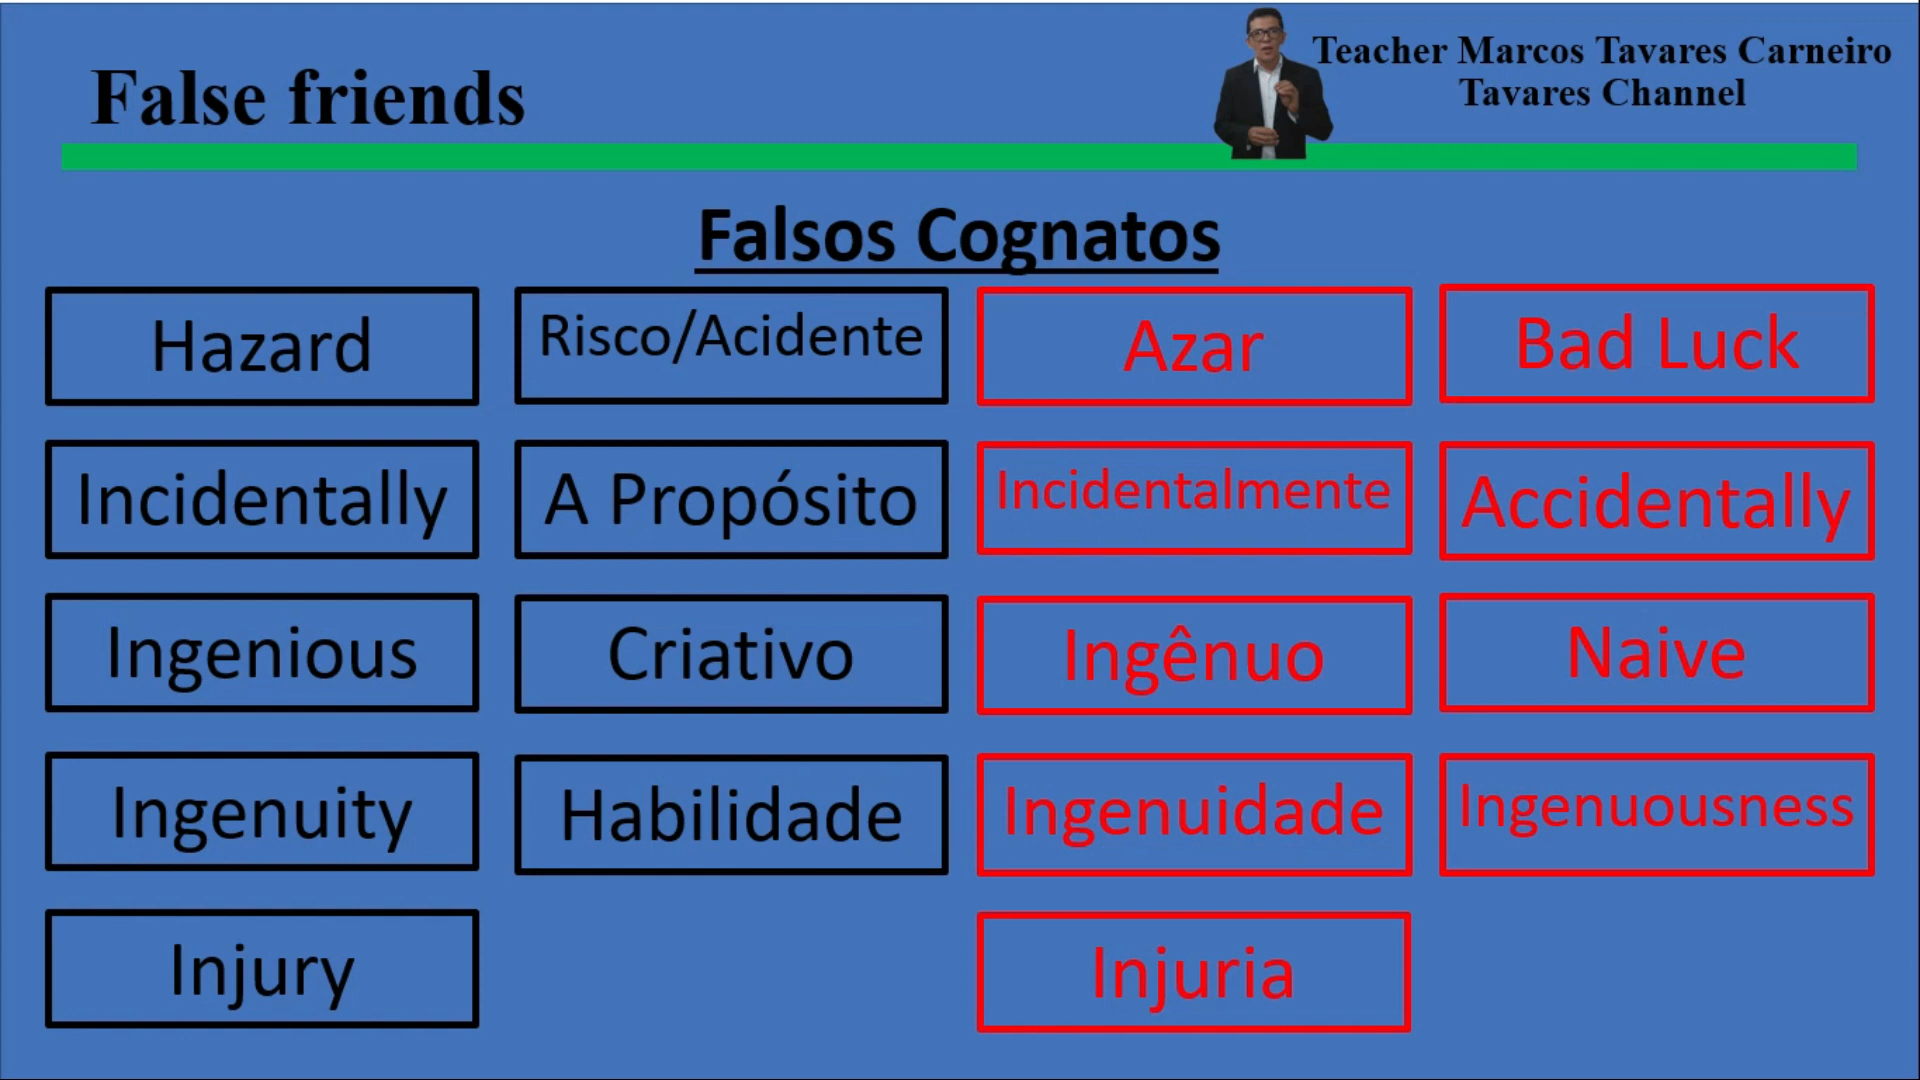 False friends
Teacher Marcos Tavares Carneiro
Tavares Channel
Falsos Cognatos
Hazard
Risco/Acidente
Azar
Bad Luck
Incidentally
A Propósito
Incidentalmente
Accidentally
Ingenious
Criativo
Ingênuo
Naive
Ingenuity
Habilidade
Ingenuidade
Ingenuousness
Injury
Injuria